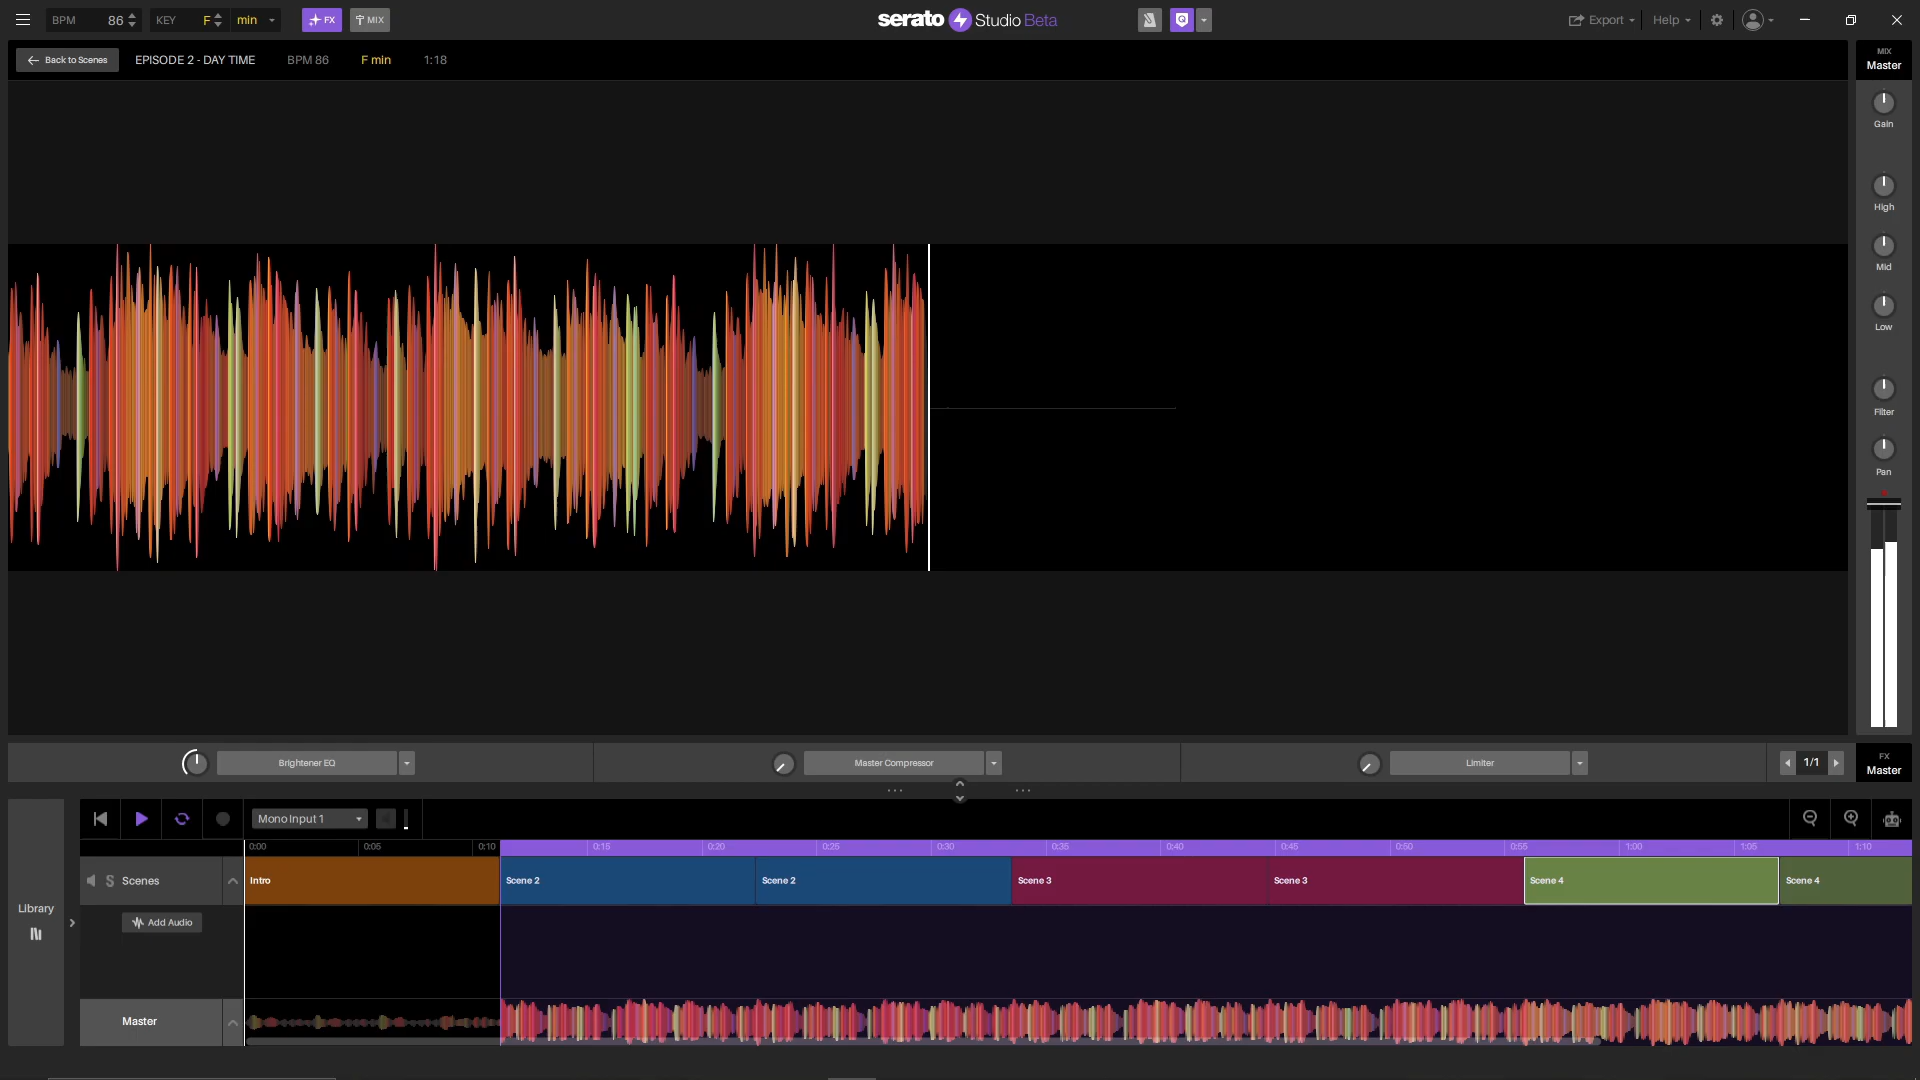 BPM 86 KEY F min FX MIX serato Studio Beta Export Help
Back to Scenes EPISODE 2 - DAY TIME BPM 86 F min 1:18
MIX
Master
Gain
High
Mid
Low
Filter
Pan
Brightener EQ Master Compressor Limiter 1/1
FX
Master
Mono Input 1
0:00 0:05 0:10 0:15 0:20 0:25 0:30 0:35 0:40 0:45 0:50 0:55 1:00 1:05 1:10
S Scenes Intro Scene 2 Scene 2 Scene 3 Scene 3 Scene 4 Scene 4
Library
Add Audio
Master